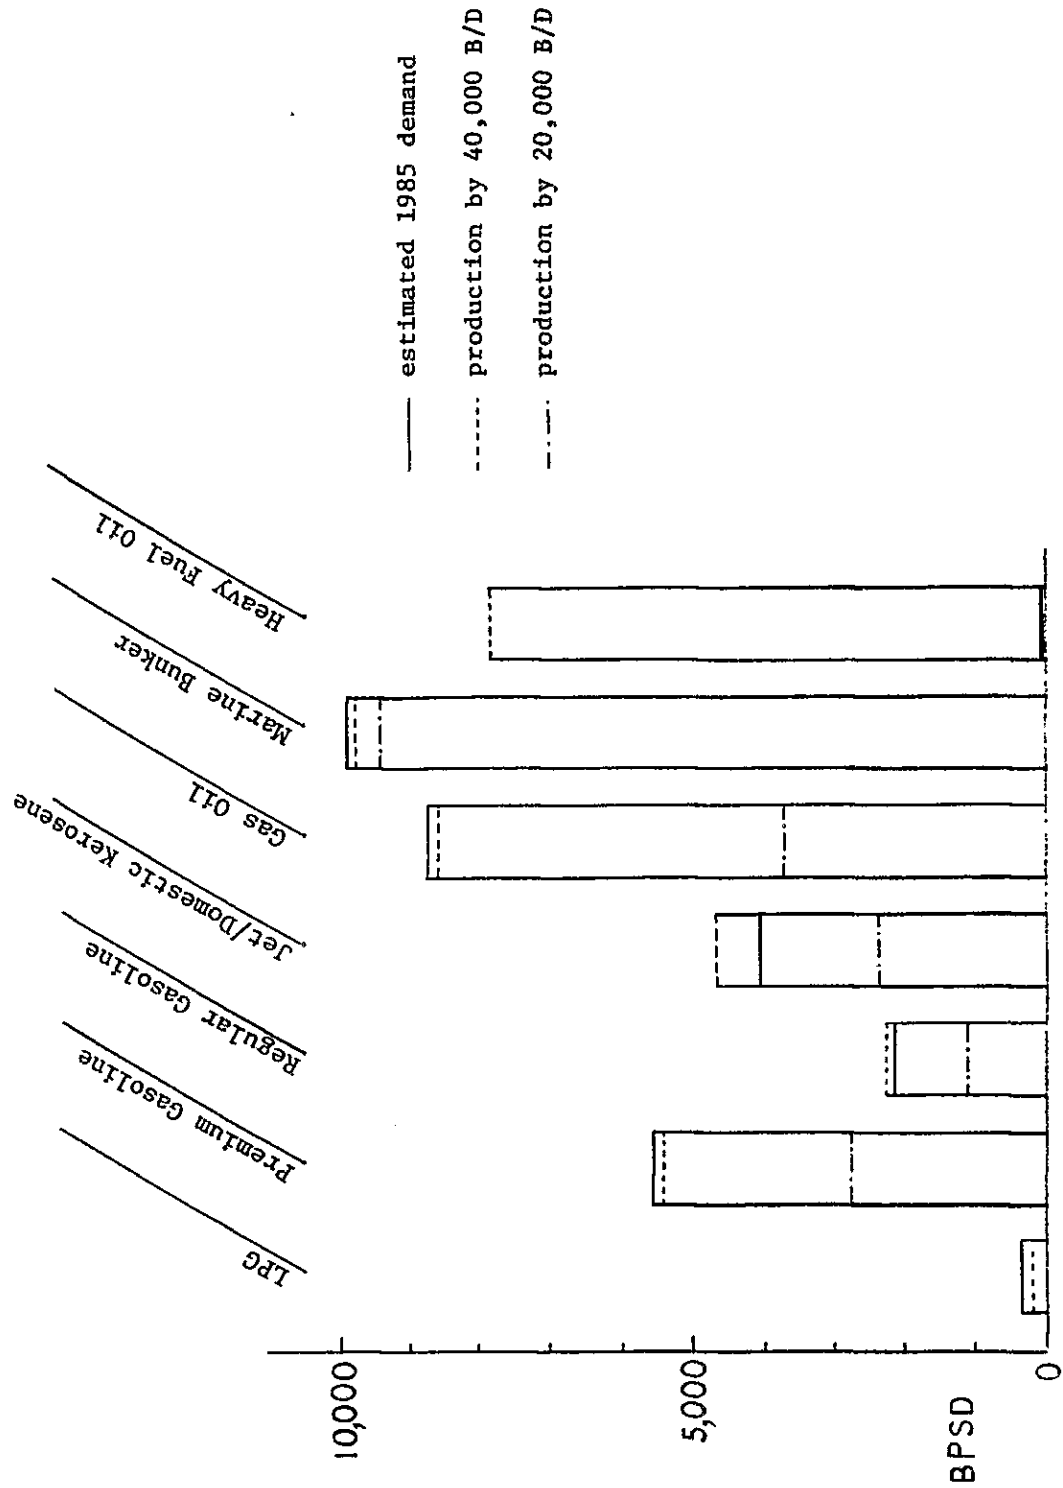 LPG
Premium Gasoline
Regular Gasoline
Jet/Domestic Kerosene
Gas Oil
Marine Bunker
Heavy Fuel Oil
estimated 1985 demand
production by 40,000 B/D
production by 20,000 B/D
10,000
5,000
BPSD
0